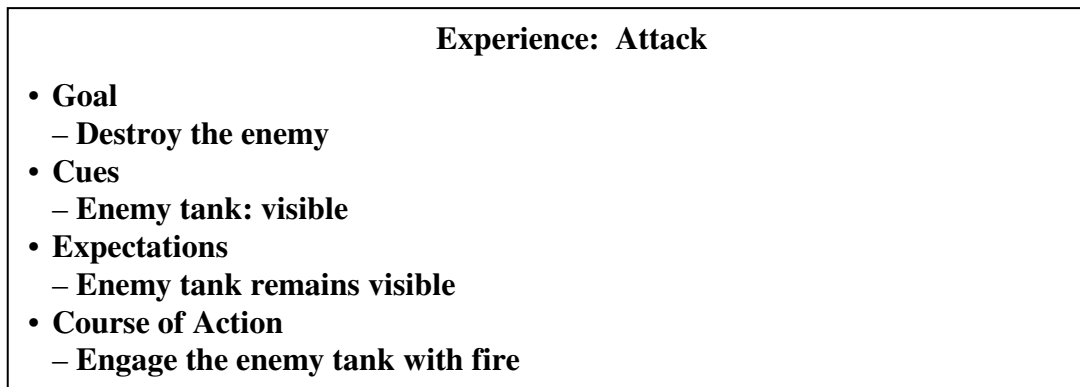 Experience:  Attack
• Goal
– Destroy the enemy
• Cues
– Enemy tank: visible
• Expectations
– Enemy tank remains visible
• Course of Action
– Engage the enemy tank with fire